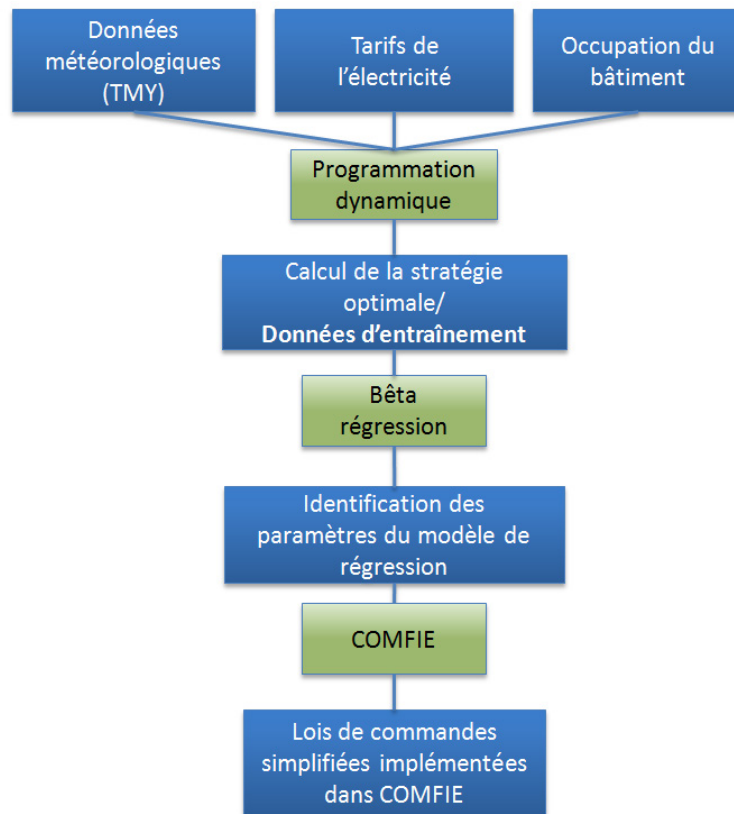 Données
météorologiques
(TMY)
Tarifs de
l’électricité
Occupation du
bâtiment
Programmation
dynamique
Calcul de la stratégie
optimale/
Données d’entraînement
Bêta
régression
Identification des
paramètres du modèle de
régression
COMFIE
Lois de commandes
simplifiées implémentées
dans COMFIE